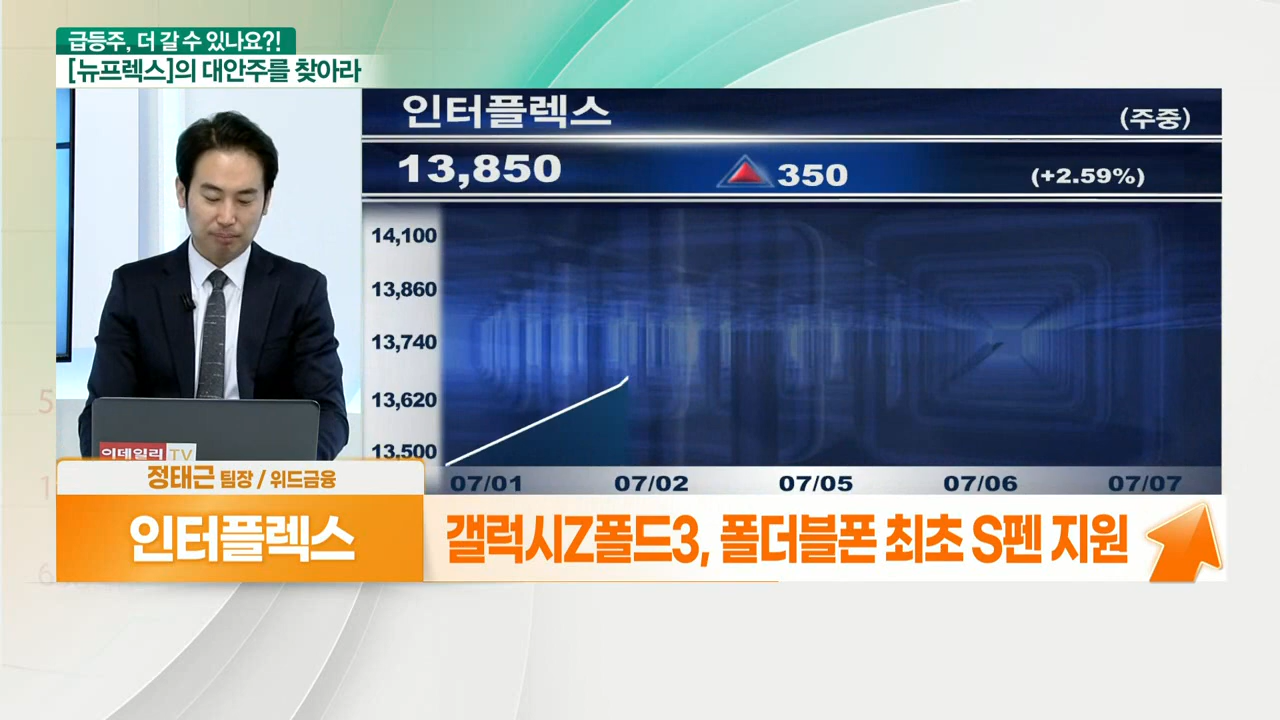 급등주, 더 갈 수 있나요?!
[뉴프렉스]의 대안주를 찾아라
인터플렉스
(주중)
13,850
350
(+2.59%)
14,100
13,860
13,740
13,620
13,500
07/01
07/02
07/05
07/06
07/07
이데일리 TV
정태근 팀장 / 위드금융
인터플렉스
갤럭시Z폴드3, 폴더블폰 최초 S펜 지원
5
1
6